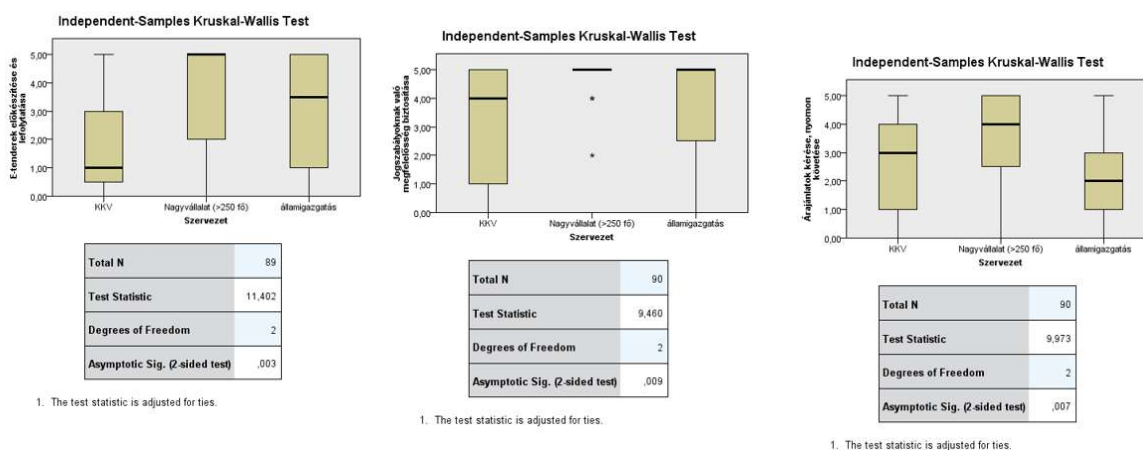 Independent-Samples Kruskal-Wallis Test
E-tenderek előkészítése és
lefolytatása
5,00
4,00
3,00
2,00
1,00
0,00
KKV
Nagyvállalat (>250 fő)
államigazgatás
Szervezet
Total N 89
Test Statistic 11,402
Degrees of Freedom 2
Asymptotic Sig. (2-sided test) ,003
1. The test statistic is adjusted for ties.
Independent-Samples Kruskal-Wallis Test
Jogszabályoknak való
megfelelősség biztosítása
5,00
4,00
3,00
2,00
1,00
0,00
KKV
Nagyvállalat (>250 fő)
államigazgatás
Szervezet
Total N 90
Test Statistic 9,460
Degrees of Freedom 2
Asymptotic Sig. (2-sided test) ,009
1. The test statistic is adjusted for ties.
Independent-Samples Kruskal-Wallis Test
Árajánlatok kérése, nyomon
követése
5,00
4,00
3,00
2,00
1,00
,00
KKV
Nagyvállalat (>250 fő)
államigazgatás
Szervezet
Total N 90
Test Statistic 9,973
Degrees of Freedom 2
Asymptotic Sig. (2-sided test) ,007
1. The test statistic is adjusted for ties.